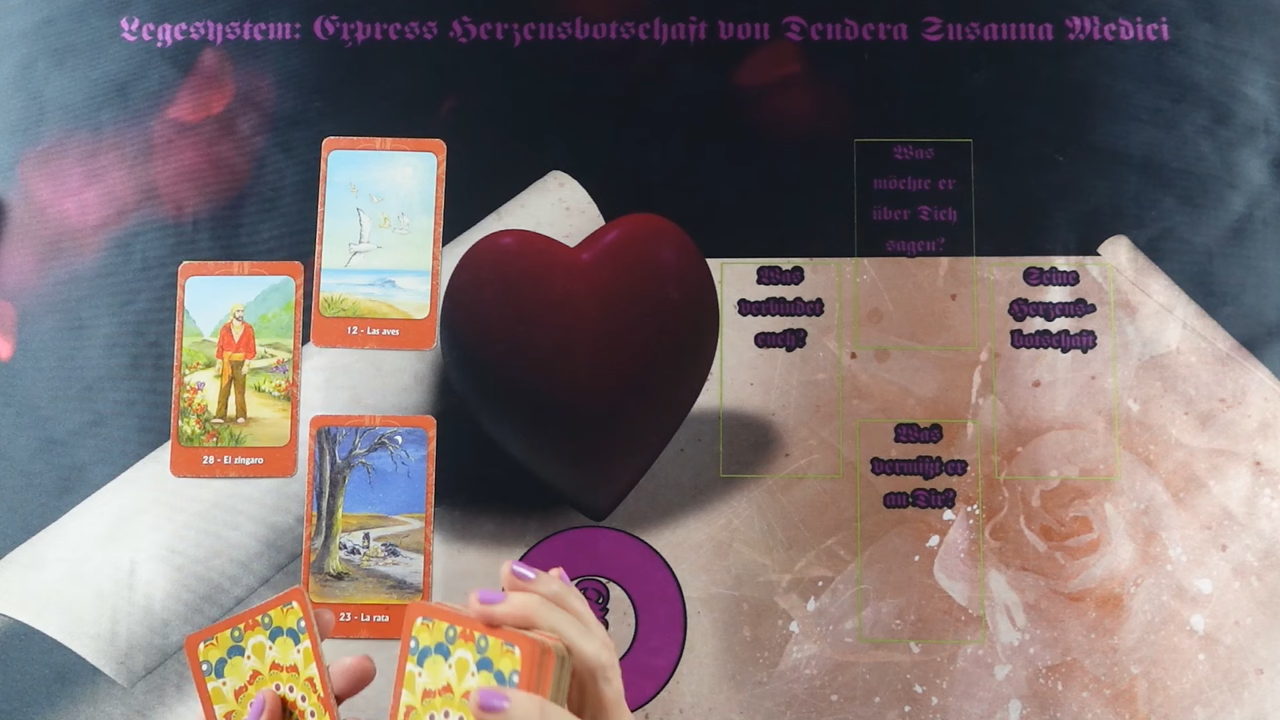 Legesystem: Express Herzensbotschaft von Dendera Susanna Medici
12 - Las aves
28 - El zíngaro
23 - La rata
Was
möchte er
über Dich
sagen?
Was
verbindet
euch?
Seine
Herzens-
botschaft
Was
vermißt er
an Dir?